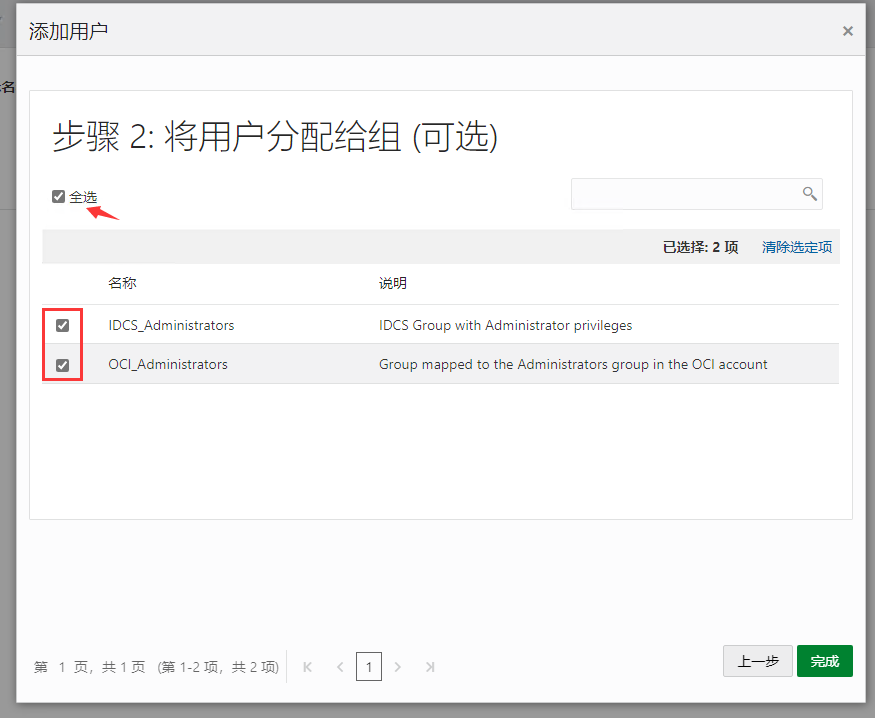 添加用户
名
步骤 2: 将用户分配给组 (可选)
全选
已选择: 2 项 清除选定项
名称 说明
IDCS_Administrators IDCS Group with Administrator privileges
OCI_Administrators Group mapped to the Administrators group in the OCI account
第 1 页，共 1 页 (第 1-2 项，共 2 项) 1
上一步 完成